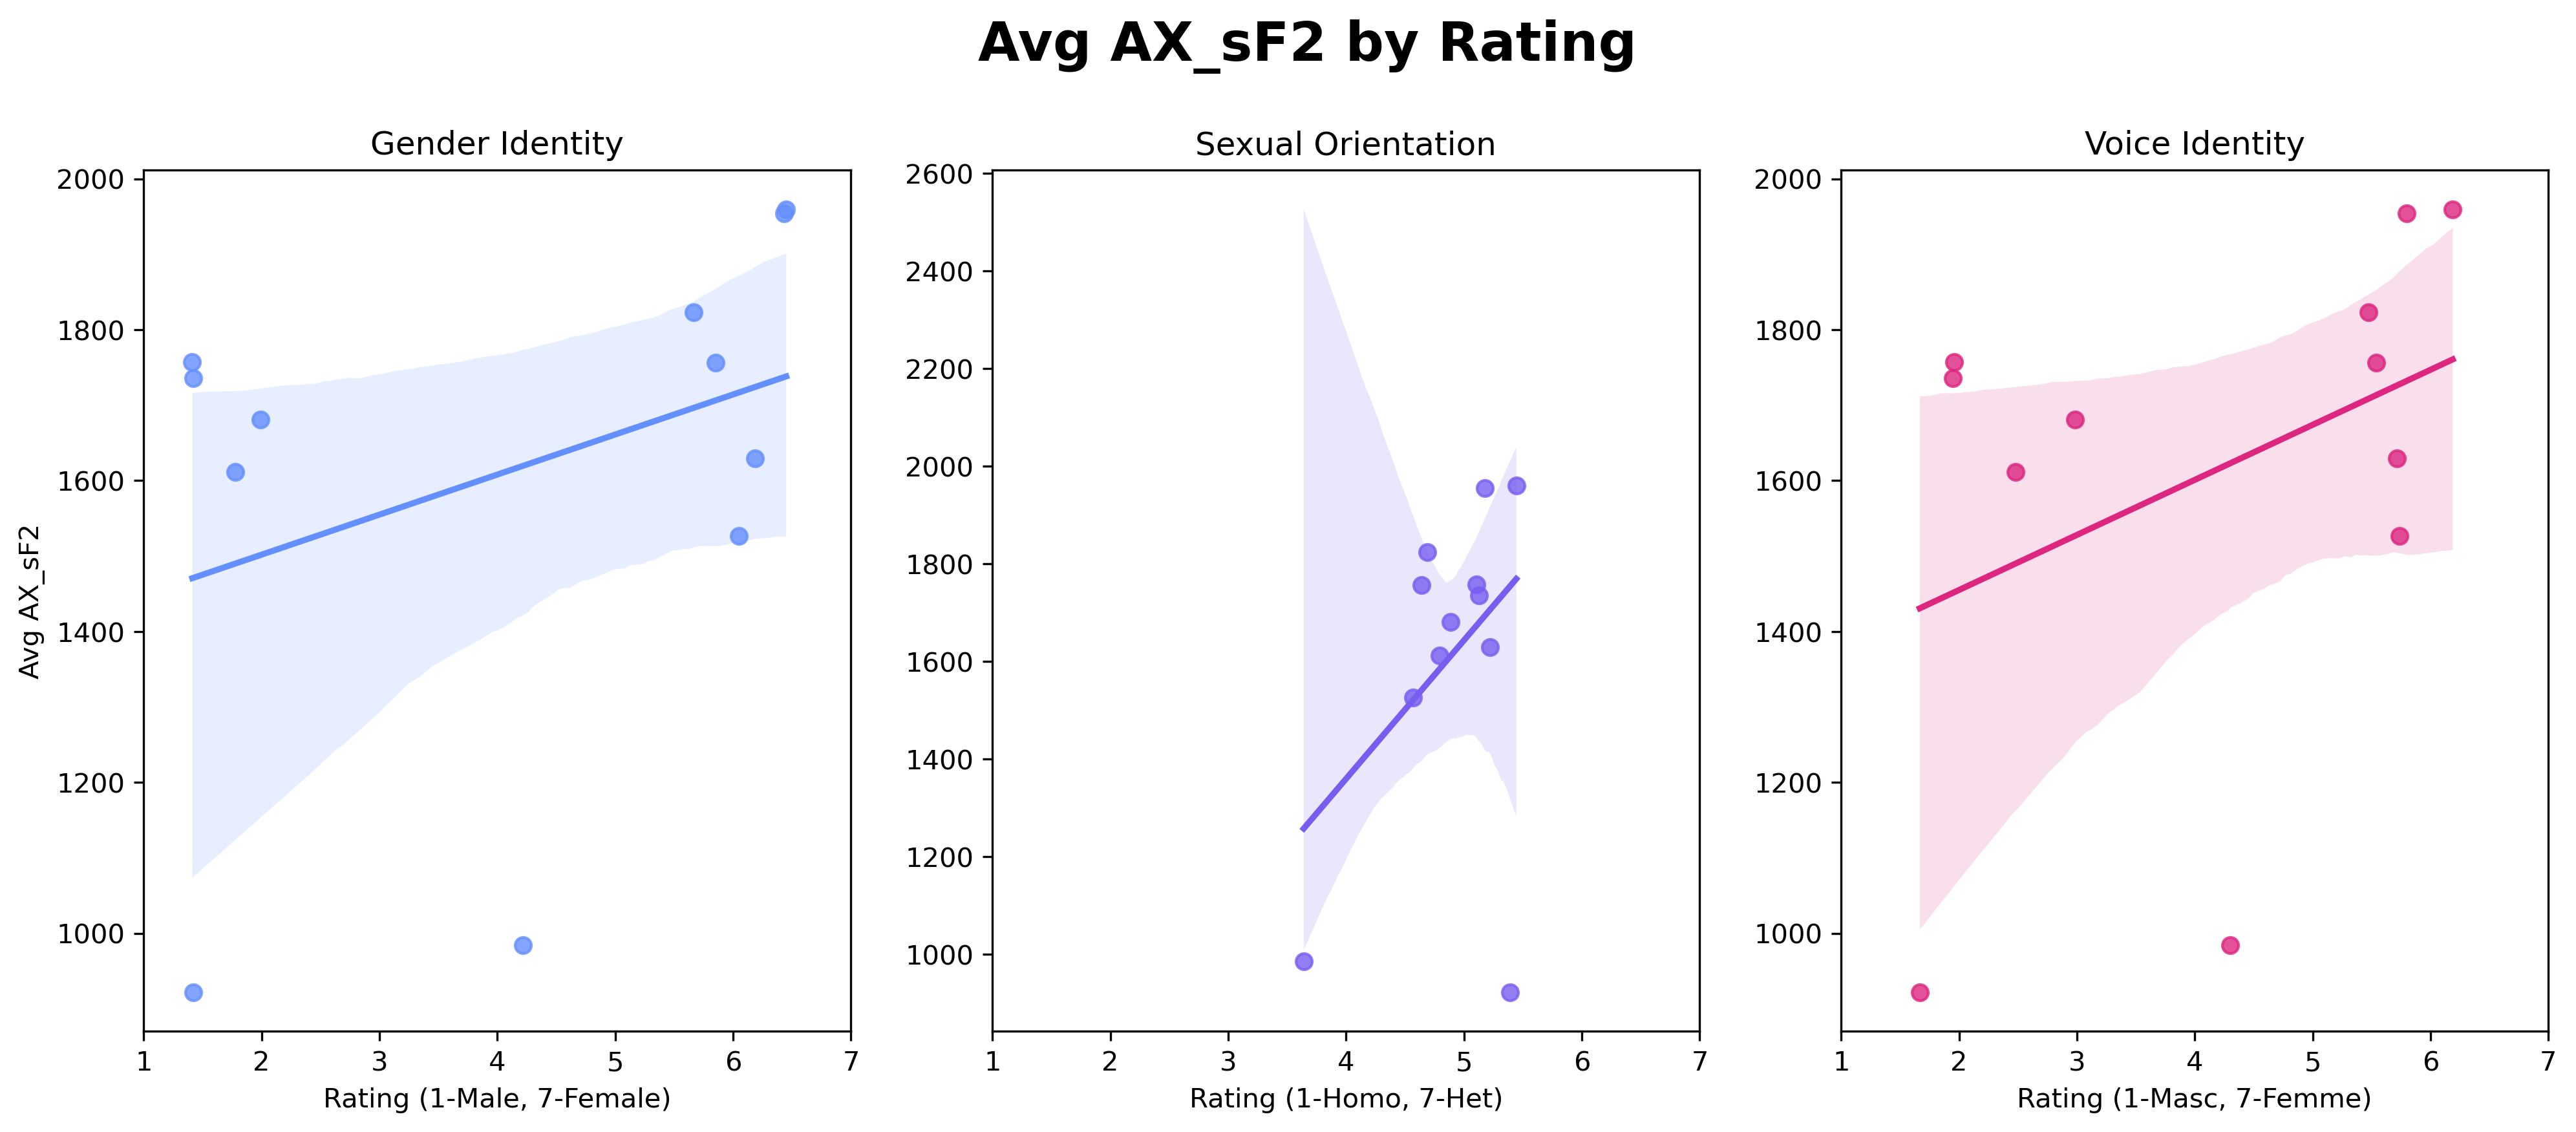 Avg AX_sF2 by Rating
Gender Identity
Sexual Orientation
Voice Identity
Avg AX_sF2
2000
1800
1600
1400
1200
1000
1 2 3 4 5 6 7
Rating (1-Male, 7-Female)
2600
2400
2200
2000
1800
1600
1400
1200
1000
1 2 3 4 5 6 7
Rating (1-Homo, 7-Het)
2000
1800
1600
1400
1200
1000
1 2 3 4 5 6 7
Rating (1-Masc, 7-Femme)